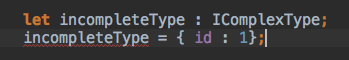 let incompleteType : IComplexType;
incompleteType = { id : 1};